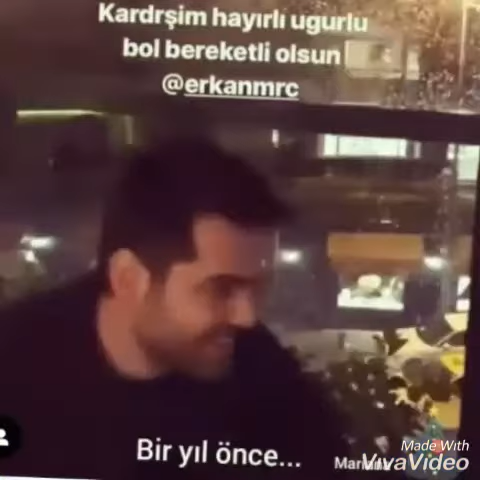 Kardrşim hayırlı ugurlu
bol bereketli olsun
@erkanmrc
Bir yıl önce...
Made With
VivaVideo